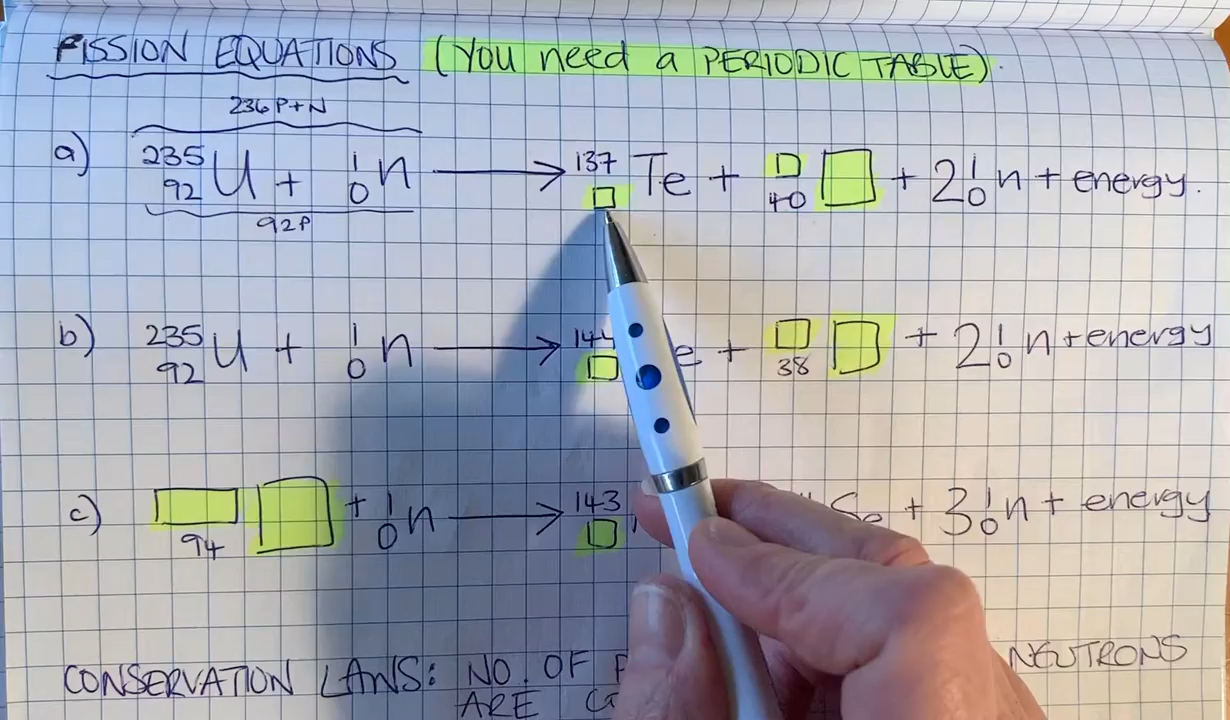 FISSION EQUATIONS (YOU need a PERIODIC TABLE).
236 P+N
a) 235 92 U + 1 0 n → 137 □ Te + □ 40 □ + 2 1 0 n + energy.
92P
b) 235 92 U + 1 0 n → □ e + □ 38 □ + 2 1 0 n + energy
c) □ 94 □ + 1 0 n → 143 □ + 3 1 0 n + energy
CONSERVATION LAWS: NO. OF NEUTRONS
ARE